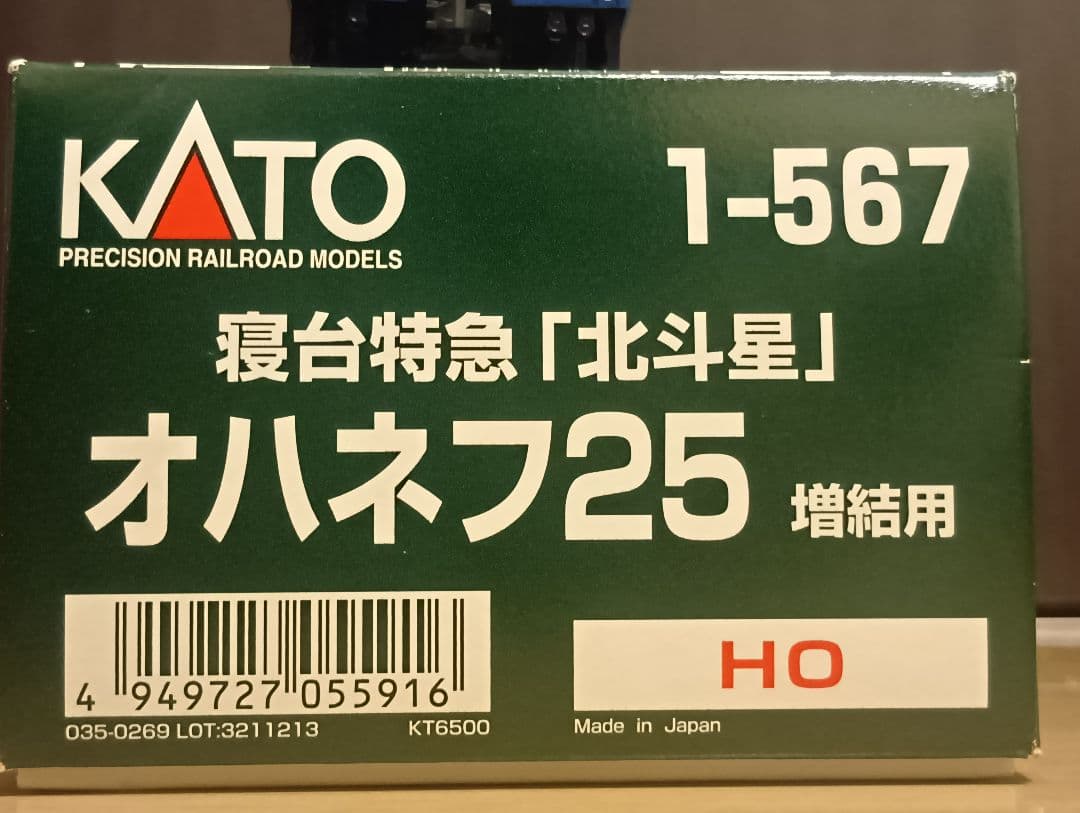 KATO 1-567
PRECISION RAILROAD MODELS
寝台特急「北斗星」
オハネフ25 増結用
HO
4 949727 055916
035-0269 LOT:3211213 KT6500
Made in Japan